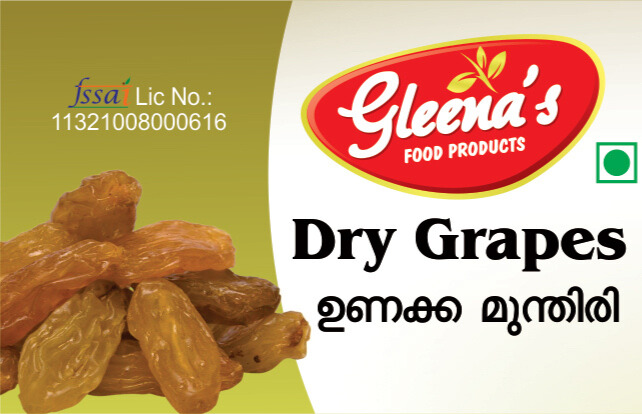 fssai Lic No.:
11321008000616
Gleena's
FOOD PRODUCTS
Dry Grapes
ഉണക്ക മുന്തിരി